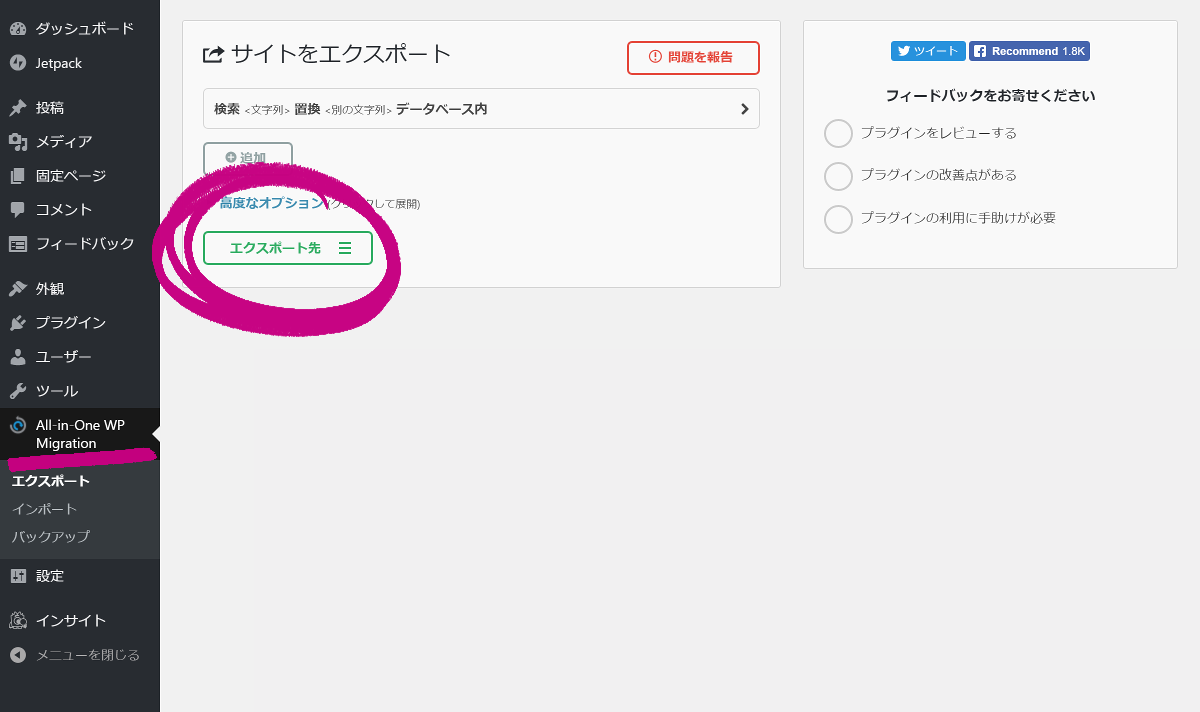 ダッシュボード
Jetpack
投稿
メディア
固定ページ
コメント
フィードバック
外観
プラグイン
ユーザー
ツール
All-in-One WP
Migration
エクスポート
インポート
バックアップ
設定
インサイト
メニューを閉じる
サイトをエクスポート
問題を報告
検索 <文字列> 置換 <別の文字列> データベース内
追加
高度なオプション (クリックして展開)
エクスポート先
ツイート
Recommend 1.8K
フィードバックをお寄せください
プラグインをレビューする
プラグインの改善点がある
プラグインの利用に手助けが必要